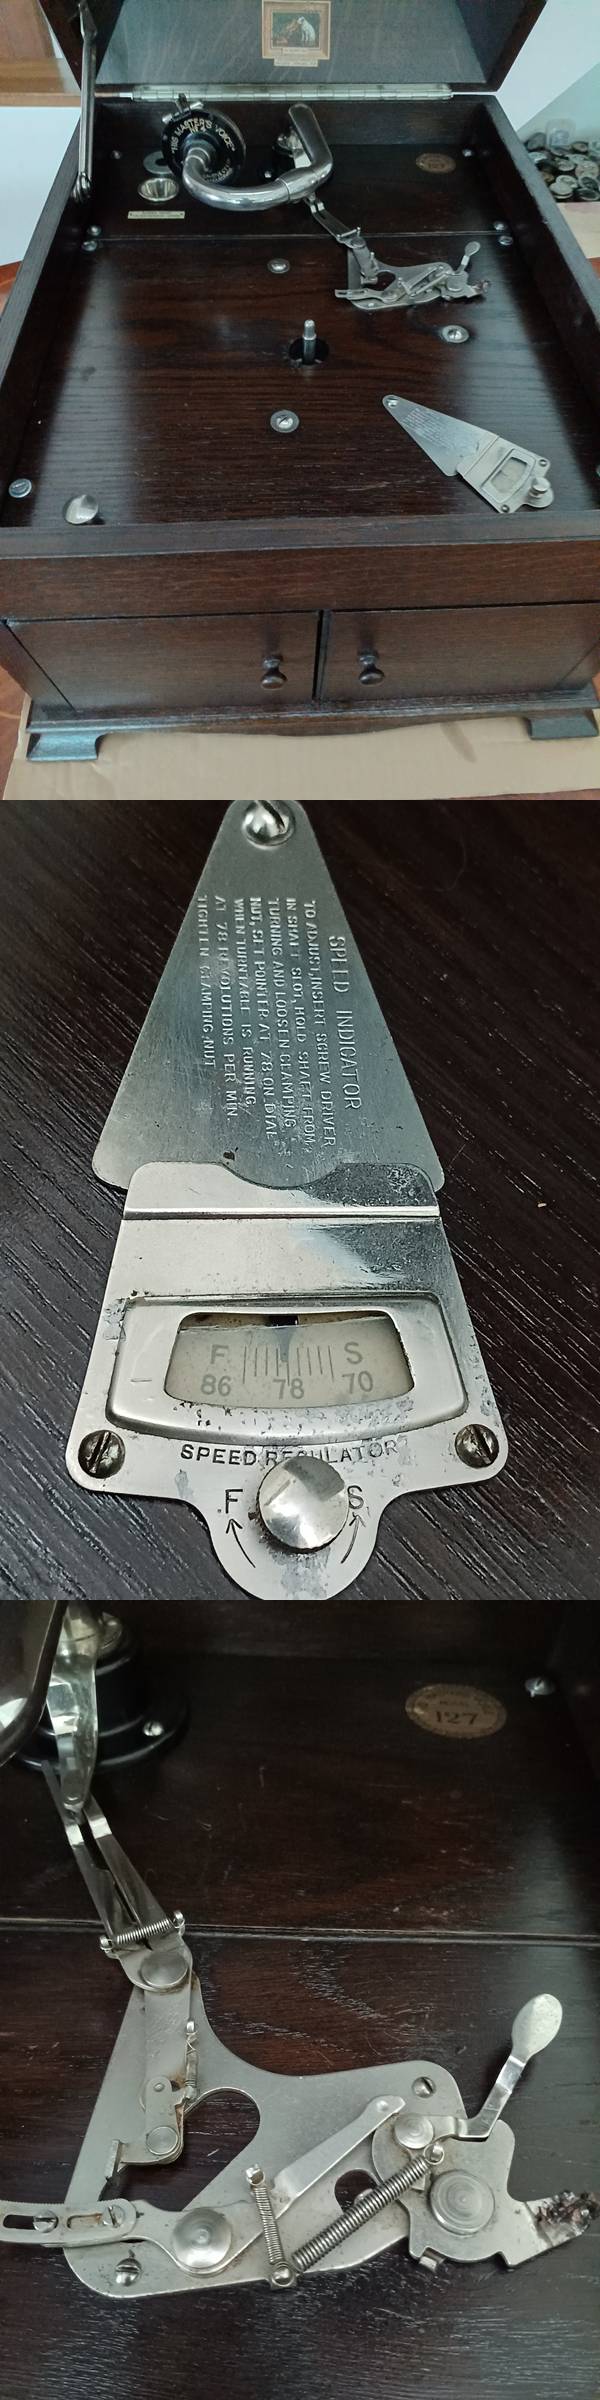 "HIS MASTER'S VOICE"
SPEED INDICATOR
TO ADJUST, INSERT SCREW DRIVER
IN SHAFT SLOT, HOLD SHAFT FROM
TURNING AND LOOSEN CLAMPING
NUT, SET POINTER AT 78 ON DIAL
WHEN TURNTABLE IS RUNNING
AT 78 REVOLUTIONS PER MIN.
TIGHTEN CLAMPING NUT
F S
86 78 70
SPEED REGULATOR
F S
127